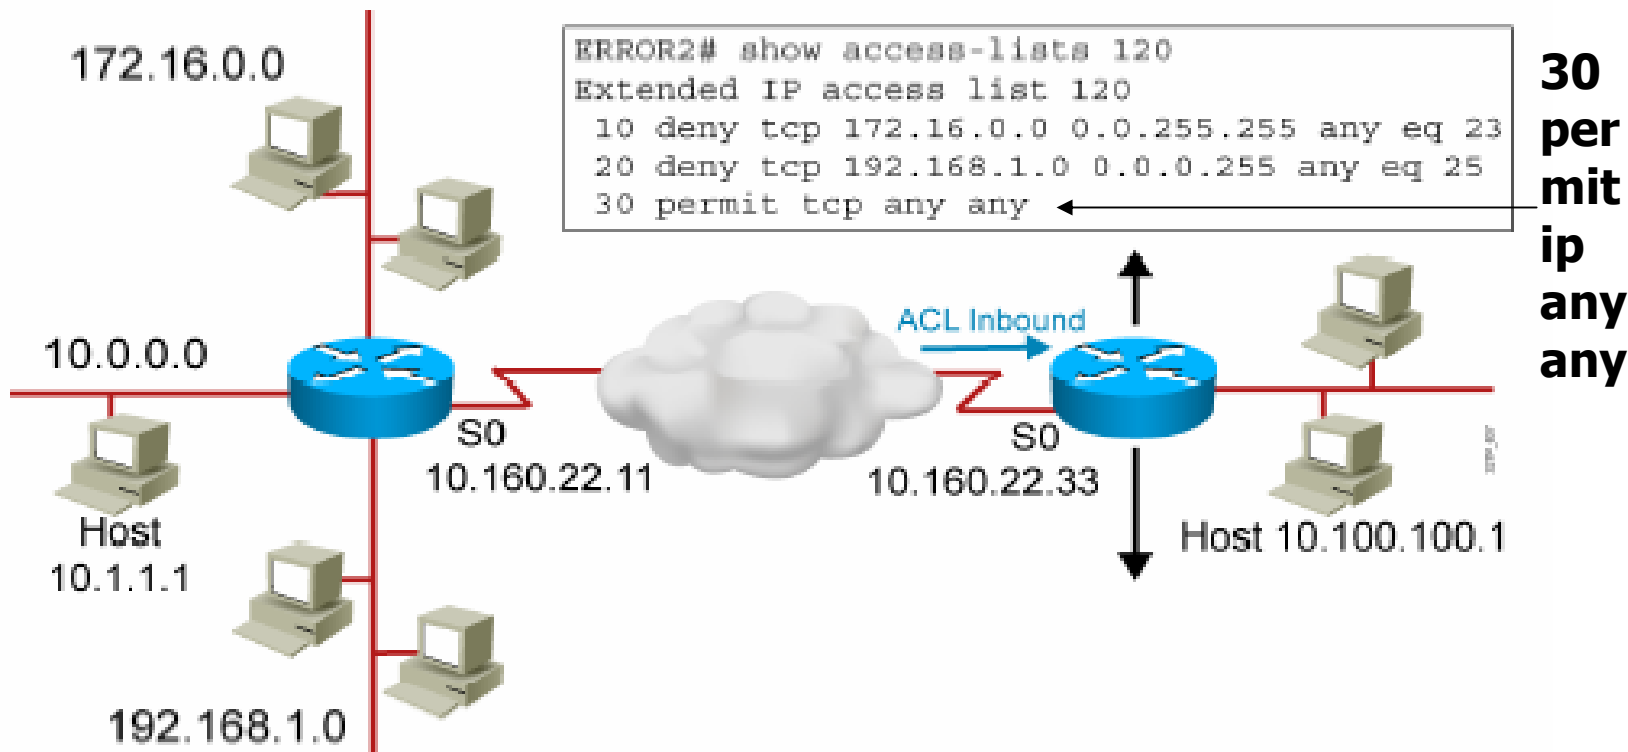 172.16.0.0
ERROR2# show access-lists 120
Extended IP access list 120
10 deny tcp 172.16.0.0 0.0.255.255 any eq 23
20 deny tcp 192.168.1.0 0.0.0.255 any eq 25
30 permit tcp any any
30
per
mit
ip
any
any
10.0.0.0
ACL Inbound
S0
10.160.22.11
S0
10.160.22.33
Host
10.1.1.1
Host 10.100.100.1
192.168.1.0